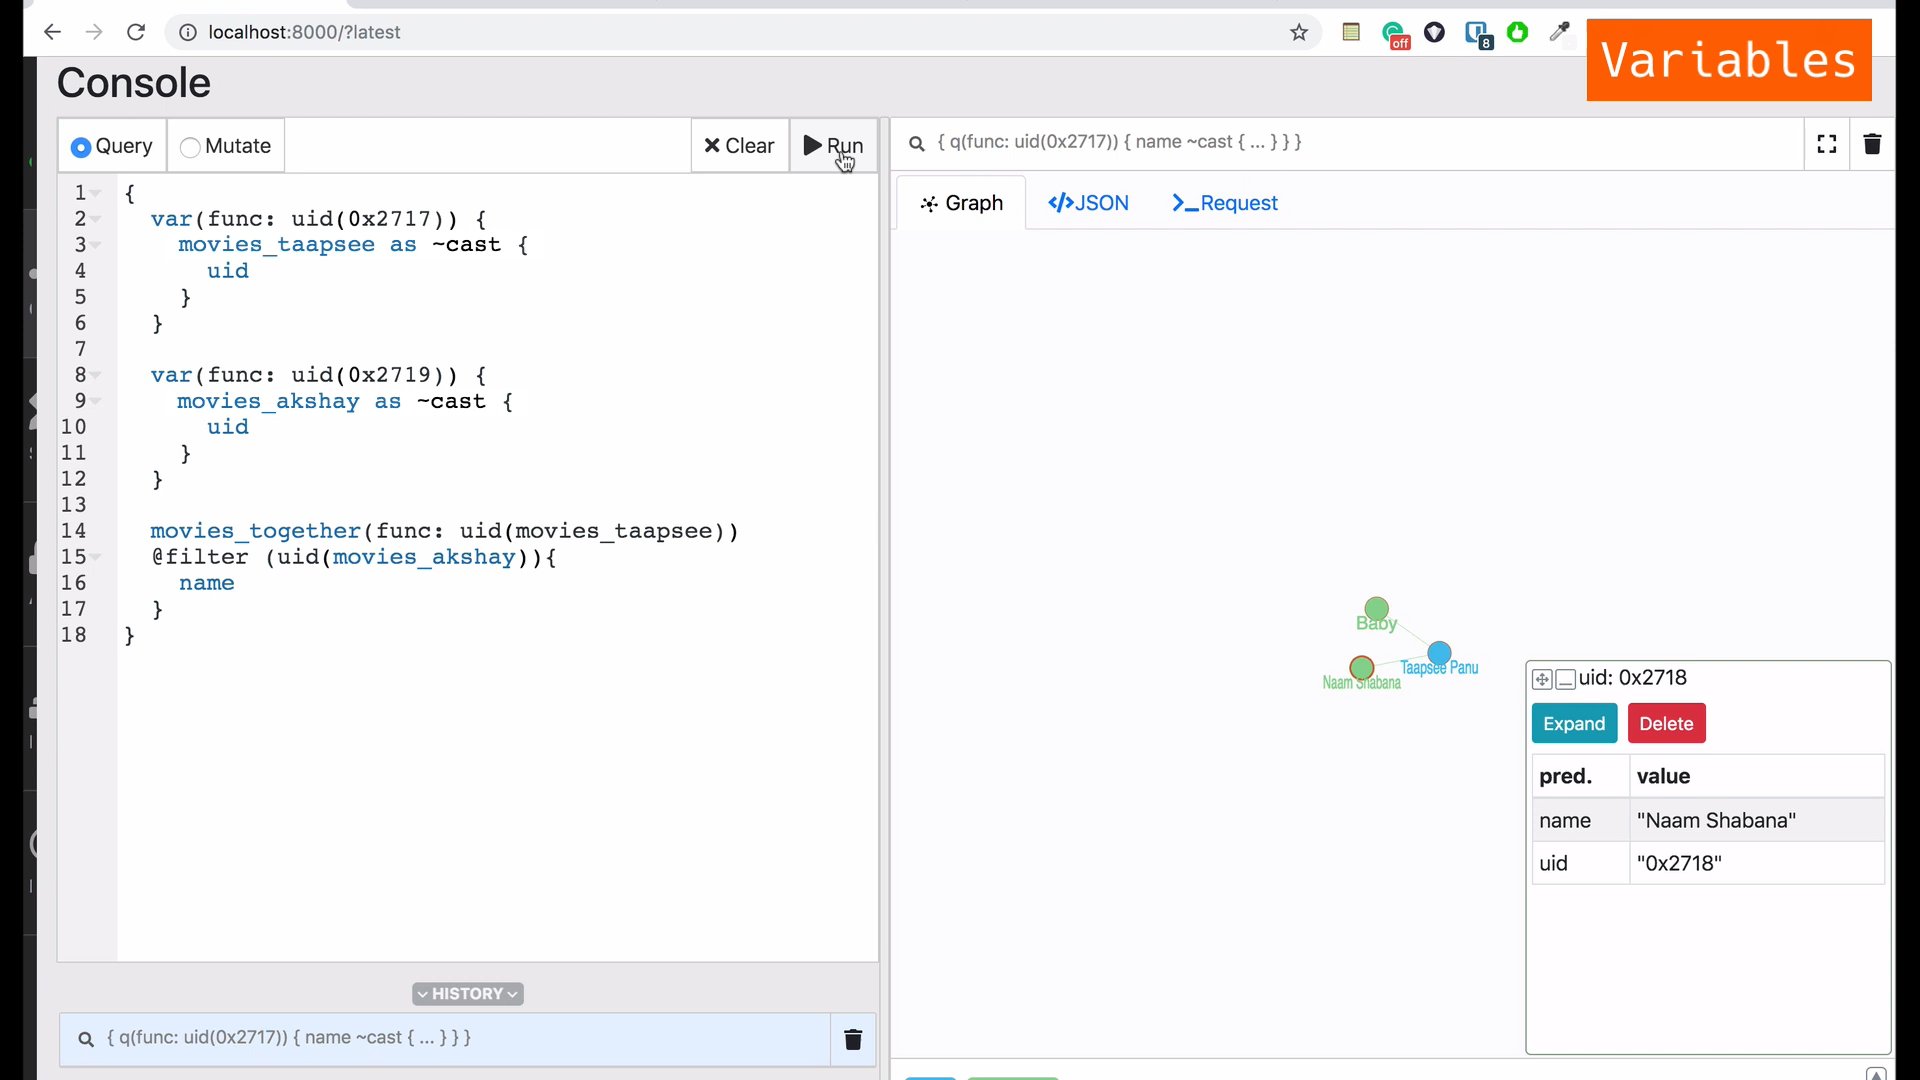 localhost:8000/?latest
off
8
Variables
Console
Query
Mutate
Clear
Run
{ q(func: uid(0x2717)) { name ~cast { ... } } }
Graph
</>JSON
>_Request
1 {
2 var(func: uid(0x2717)) {
3 movies_taapsee as ~cast {
4 uid
5 }
6 }
7
8 var(func: uid(0x2719)) {
9 movies_akshay as ~cast {
10 uid
11 }
12 }
13
14 movies_together(func: uid(movies_taapsee))
15 @filter (uid(movies_akshay)){
16 name
17 }
18 }
Baby
Taapsee Panu
Naam Shabana
uid: 0x2718
Expand
Delete
pred. value
name "Naam Shabana"
uid "0x2718"
HISTORY
{ q(func: uid(0x2717)) { name ~cast { ... } } }